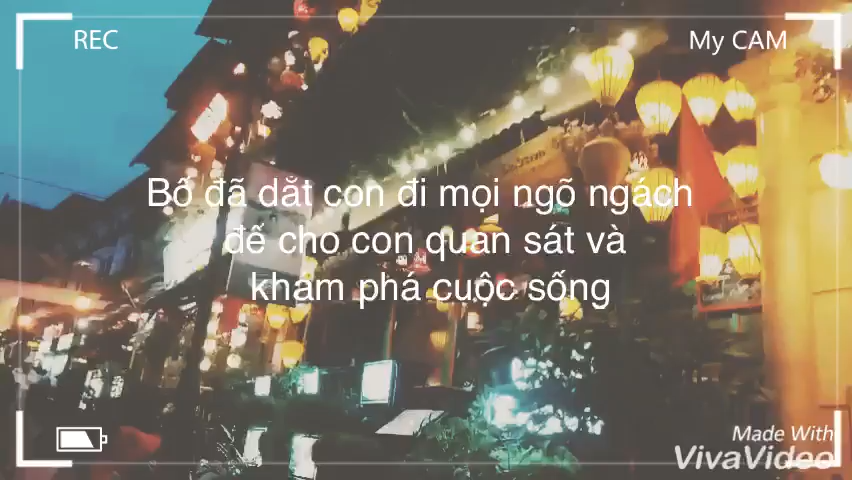 REC
My CAM
Bố đã dắt con đi mọi ngõ ngách
để cho con quan sát và
kham phá cuộc sống
Made With
VivaVideo